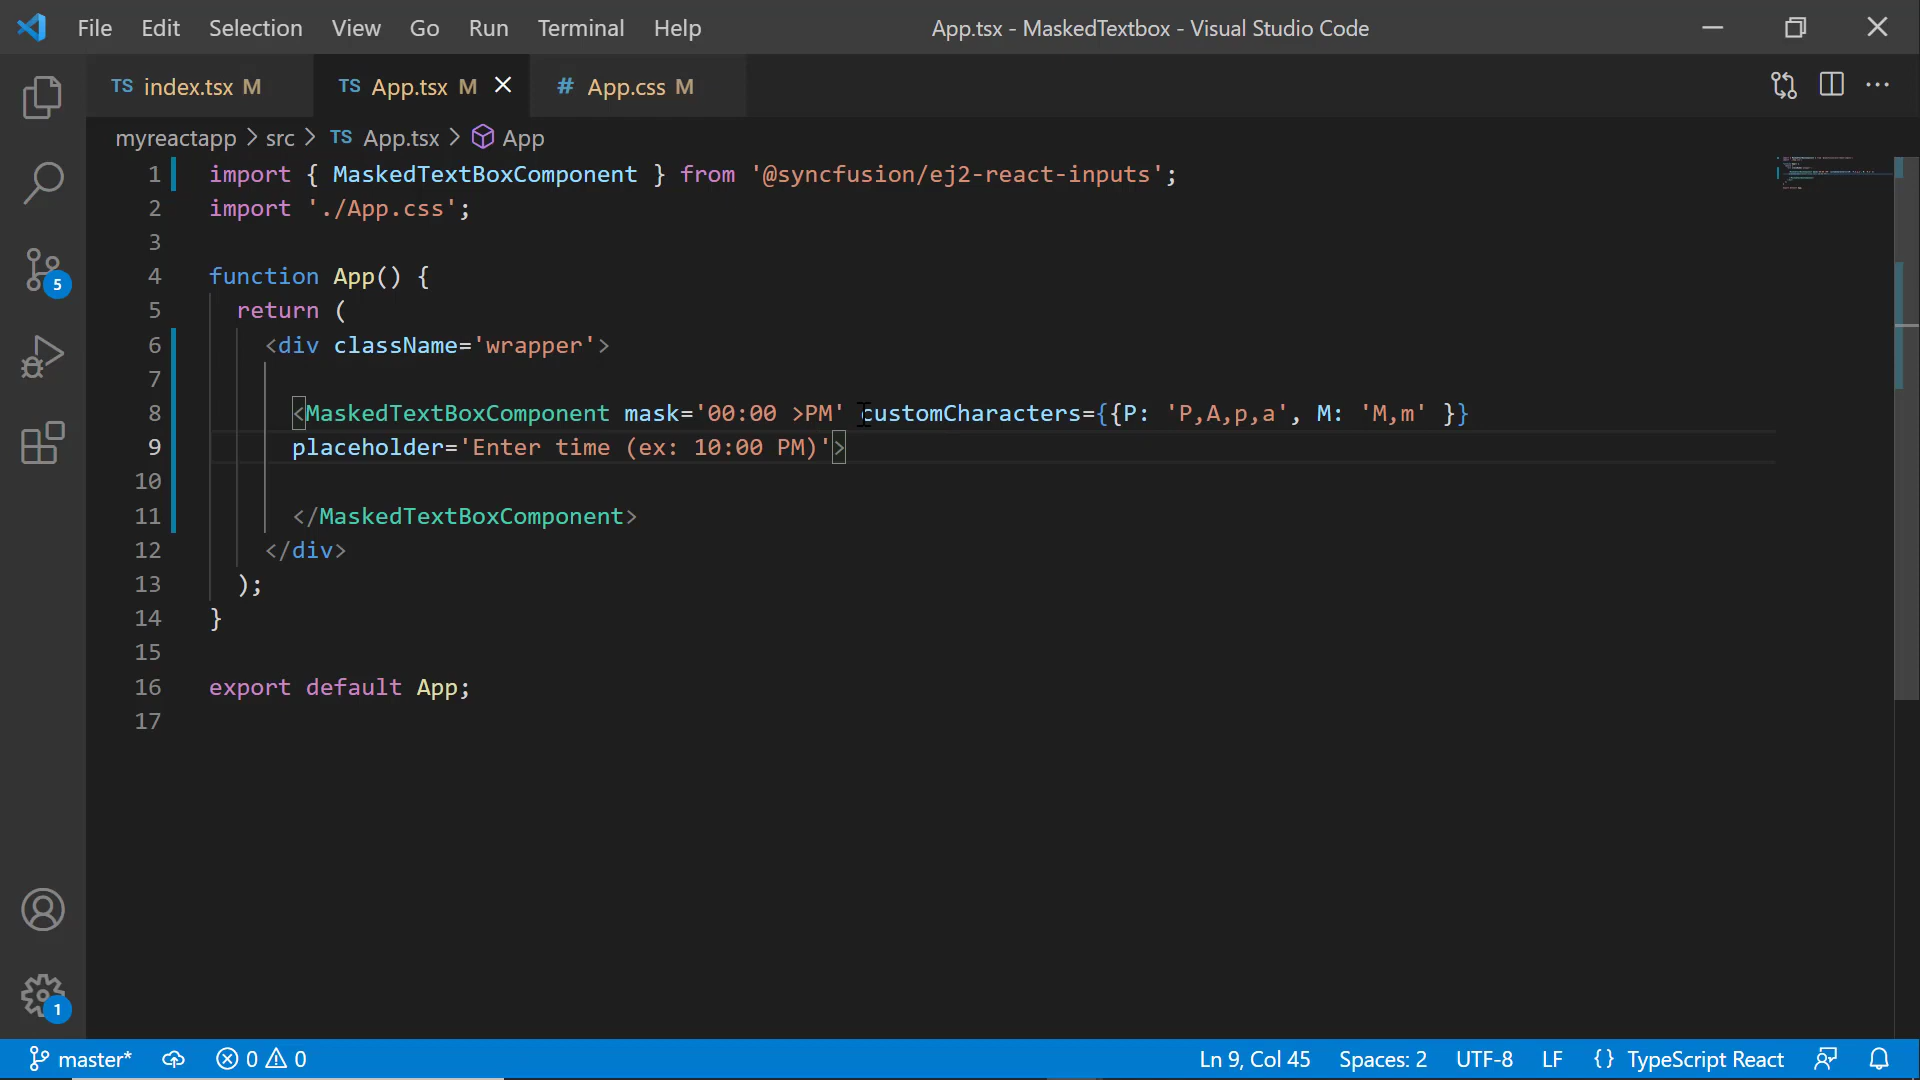 File Edit Selection View Go Run Terminal Help App.tsx - MaskedTextbox - Visual Studio Code
TS index.tsx M TS App.tsx M # App.css M
myreactapp > src > TS App.tsx > App
1 import { MaskedTextBoxComponent } from '@syncfusion/ej2-react-inputs';
2 import './App.css';
3
4 function App() {
5 return (
6 <div className='wrapper'>
7
8 <MaskedTextBoxComponent mask='00:00 >PM' customCharacters={{P: 'P,A,p,a', M: 'M,m' }}
9 placeholder='Enter time (ex: 10:00 PM)'>
10
11 </MaskedTextBoxComponent>
12 </div>
13 );
14 }
15
16 export default App;
17
5
1
master* 0 0 Ln 9, Col 45 Spaces: 2 UTF-8 LF {} TypeScript React